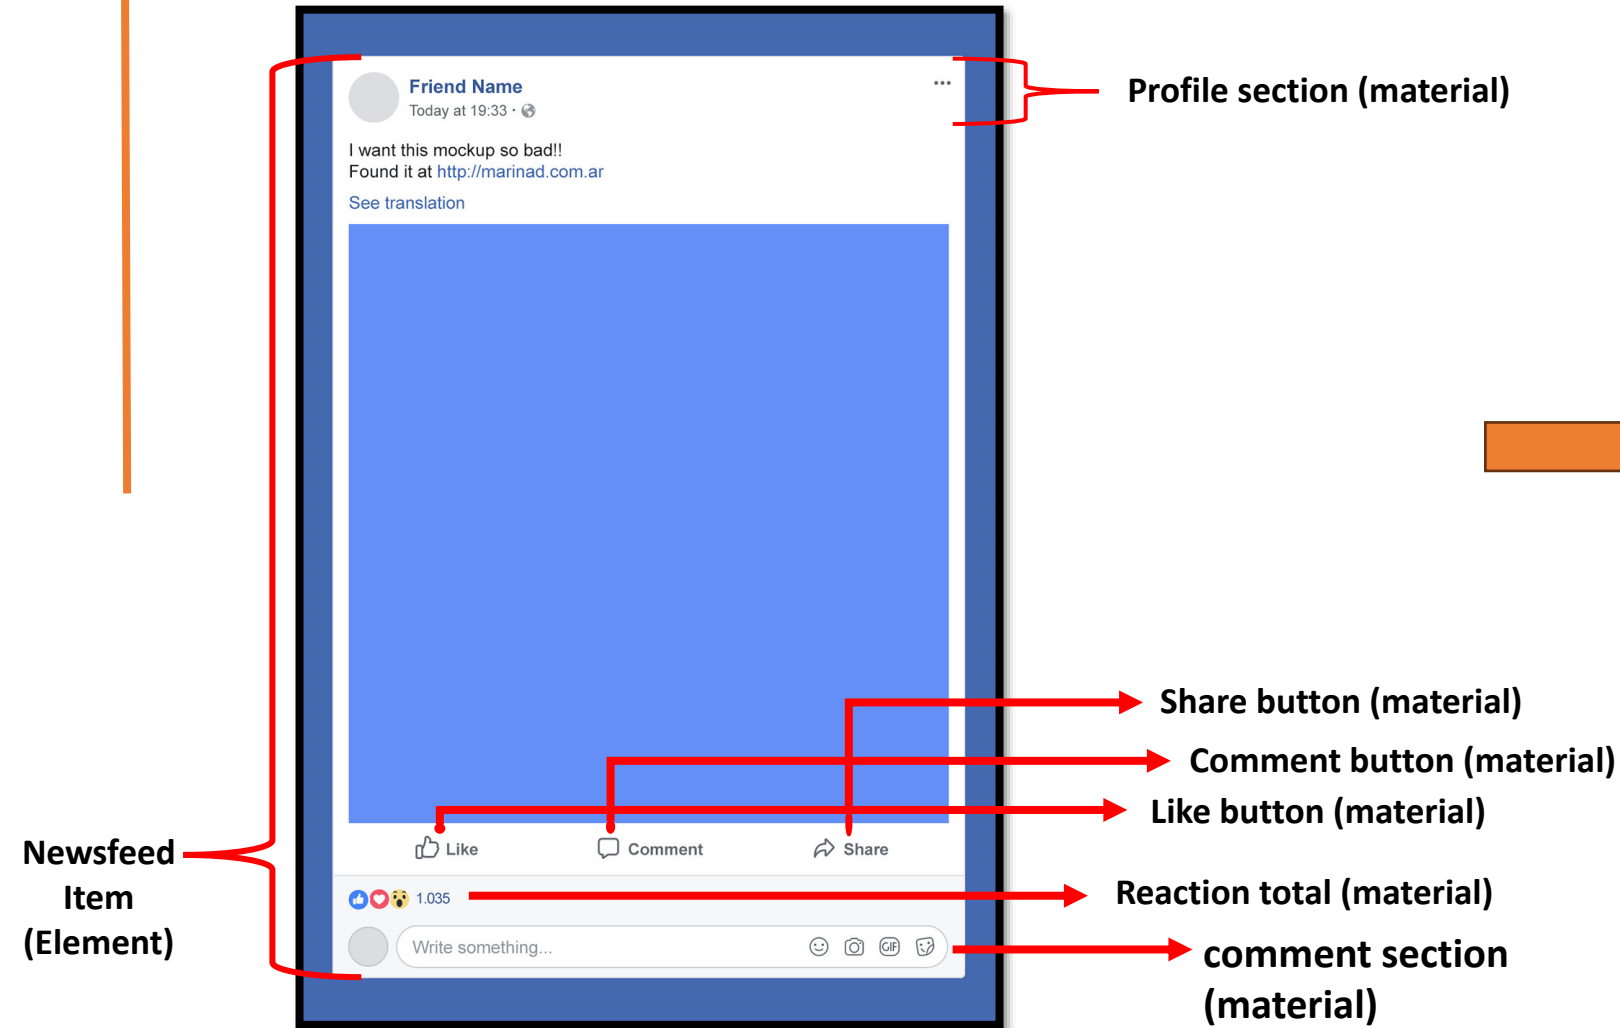 Friend Name
Today at 19:33 ·
Profile section (material)
I want this mockup so bad!!
Found it at http://marinad.com.ar
See translation
Share button (material)
Comment button (material)
Like button (material)
Like
Comment
Share
Newsfeed
Item
(Element)
1.035
Reaction total (material)
Write something...
GIF
comment section
(material)